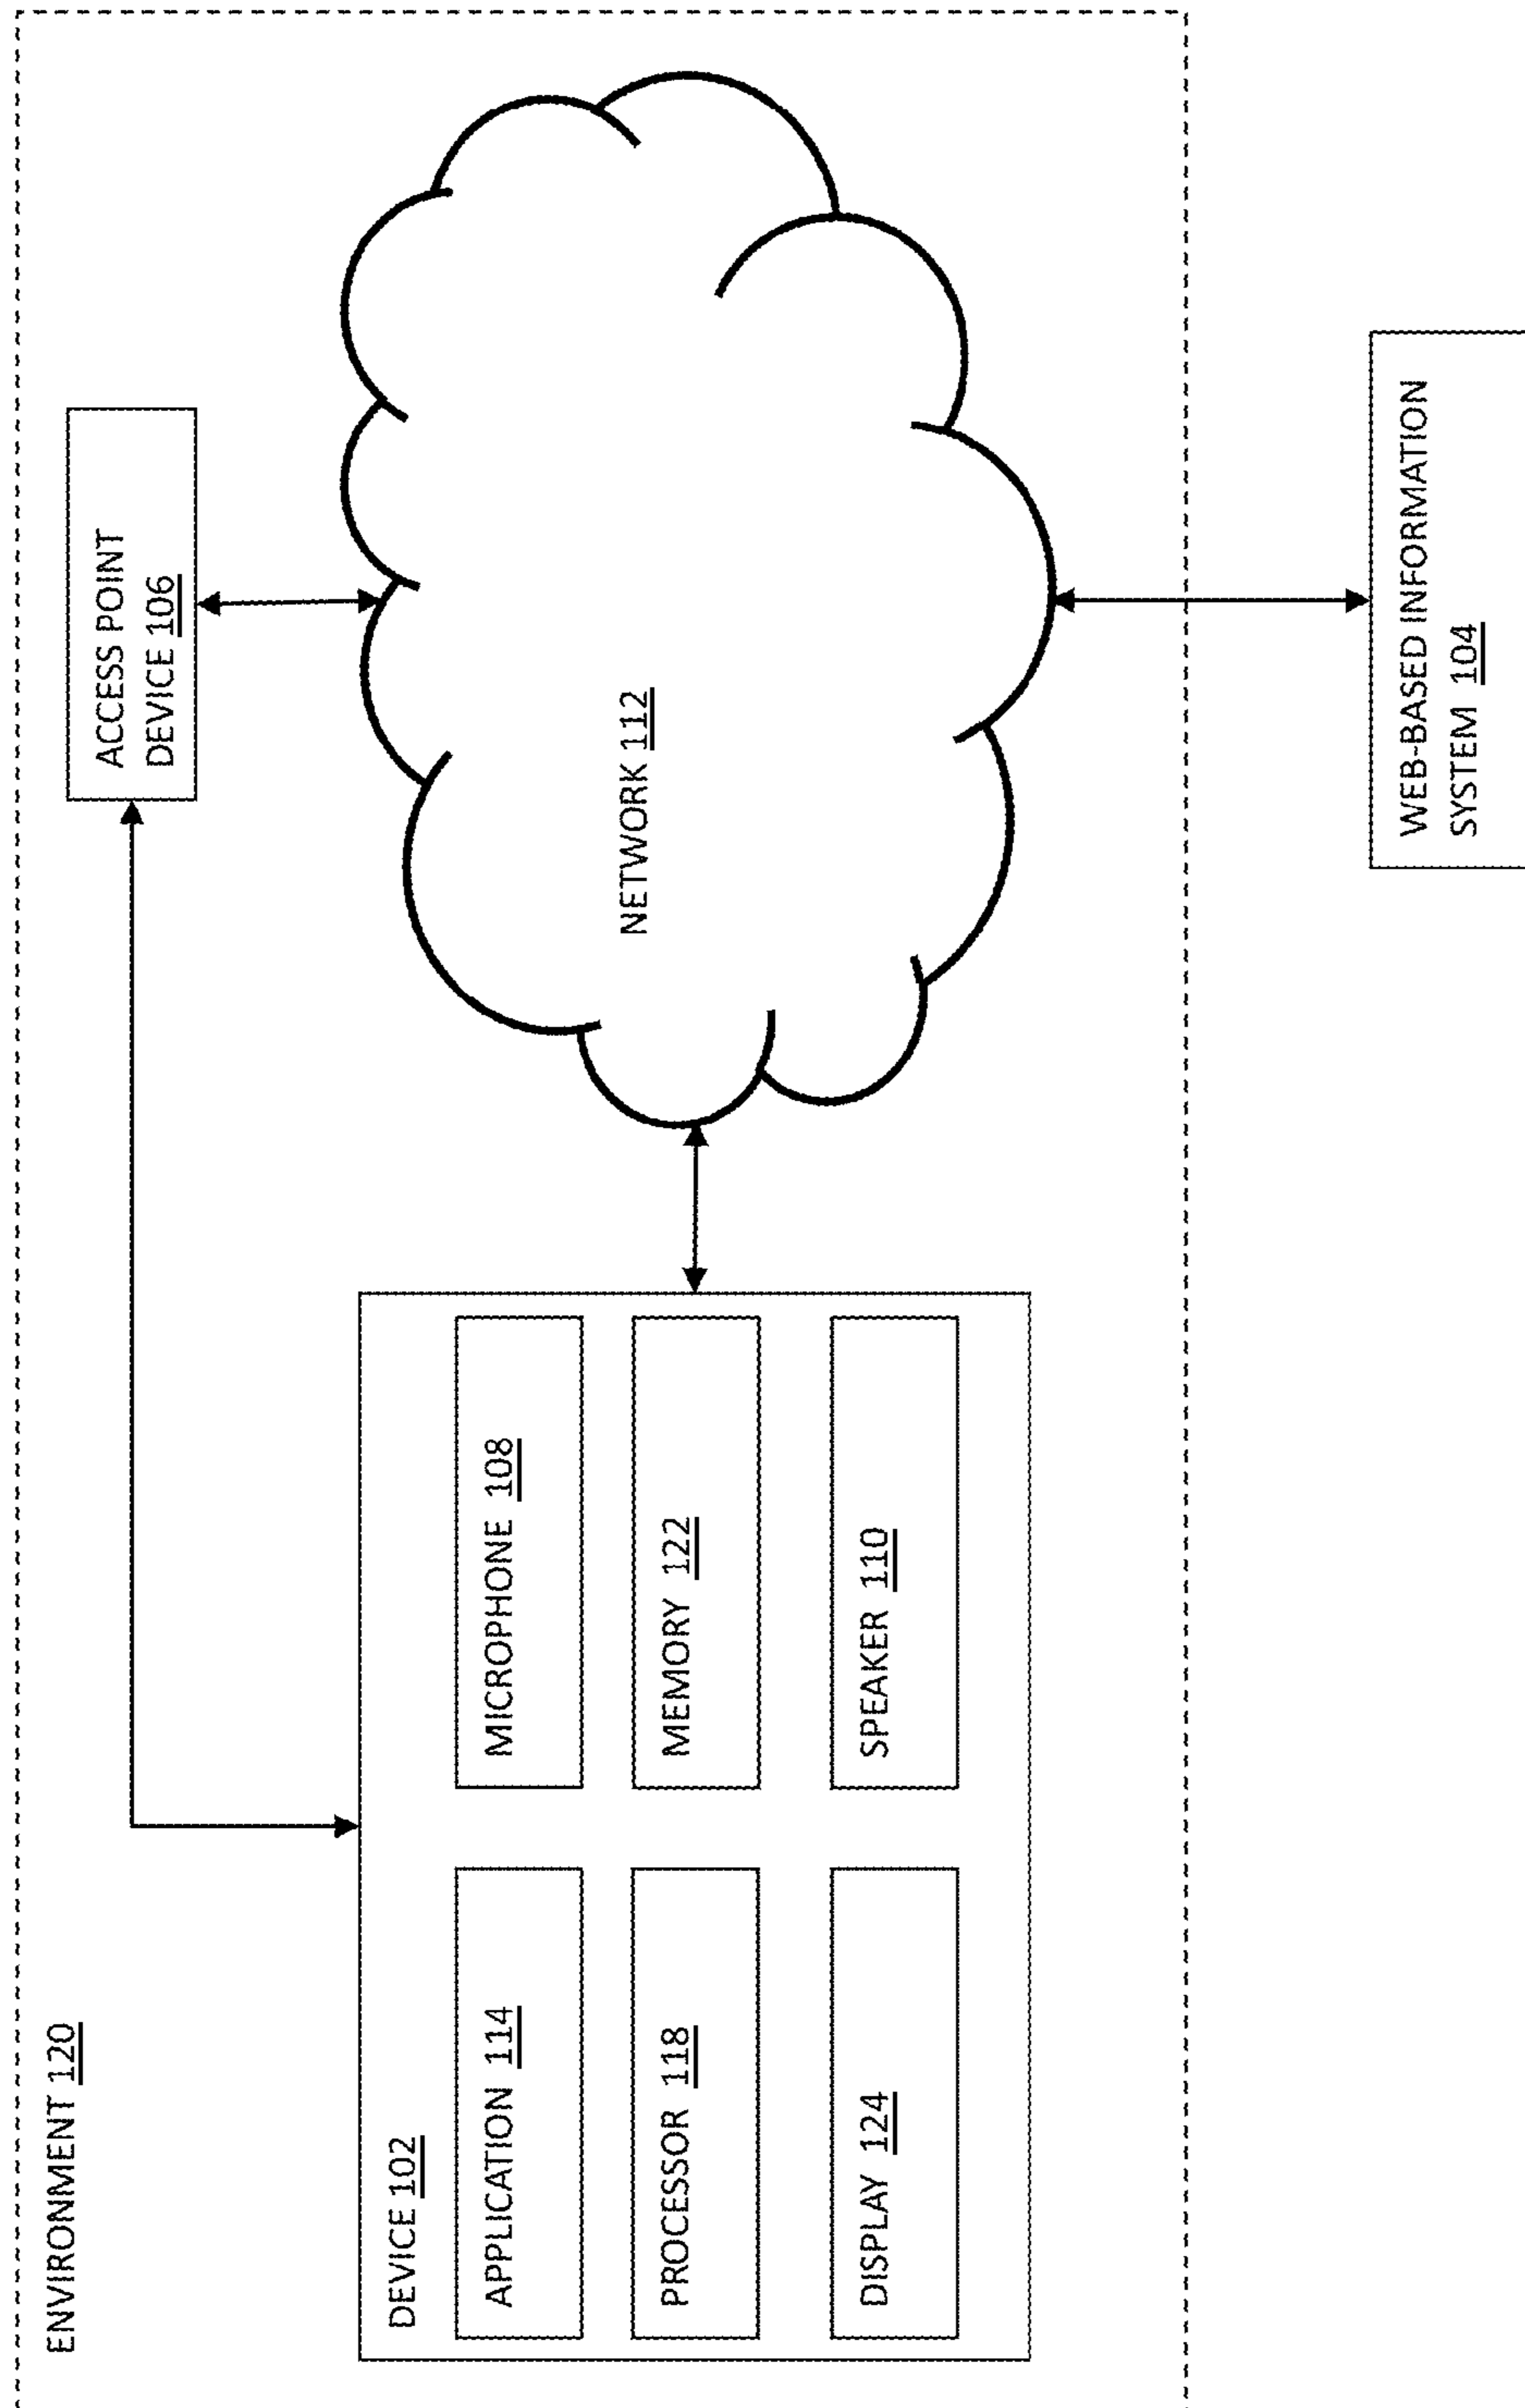 ENVIRONMENT 120
ACCESS POINT
DEVICE 106
DEVICE 102
APPLICATION 114
MICROPHONE 108
PROCESSOR 118
MEMORY 122
DISPLAY 124
SPEAKER 110
NETWORK 112
WEB-BASED INFORMATION
SYSTEM 104